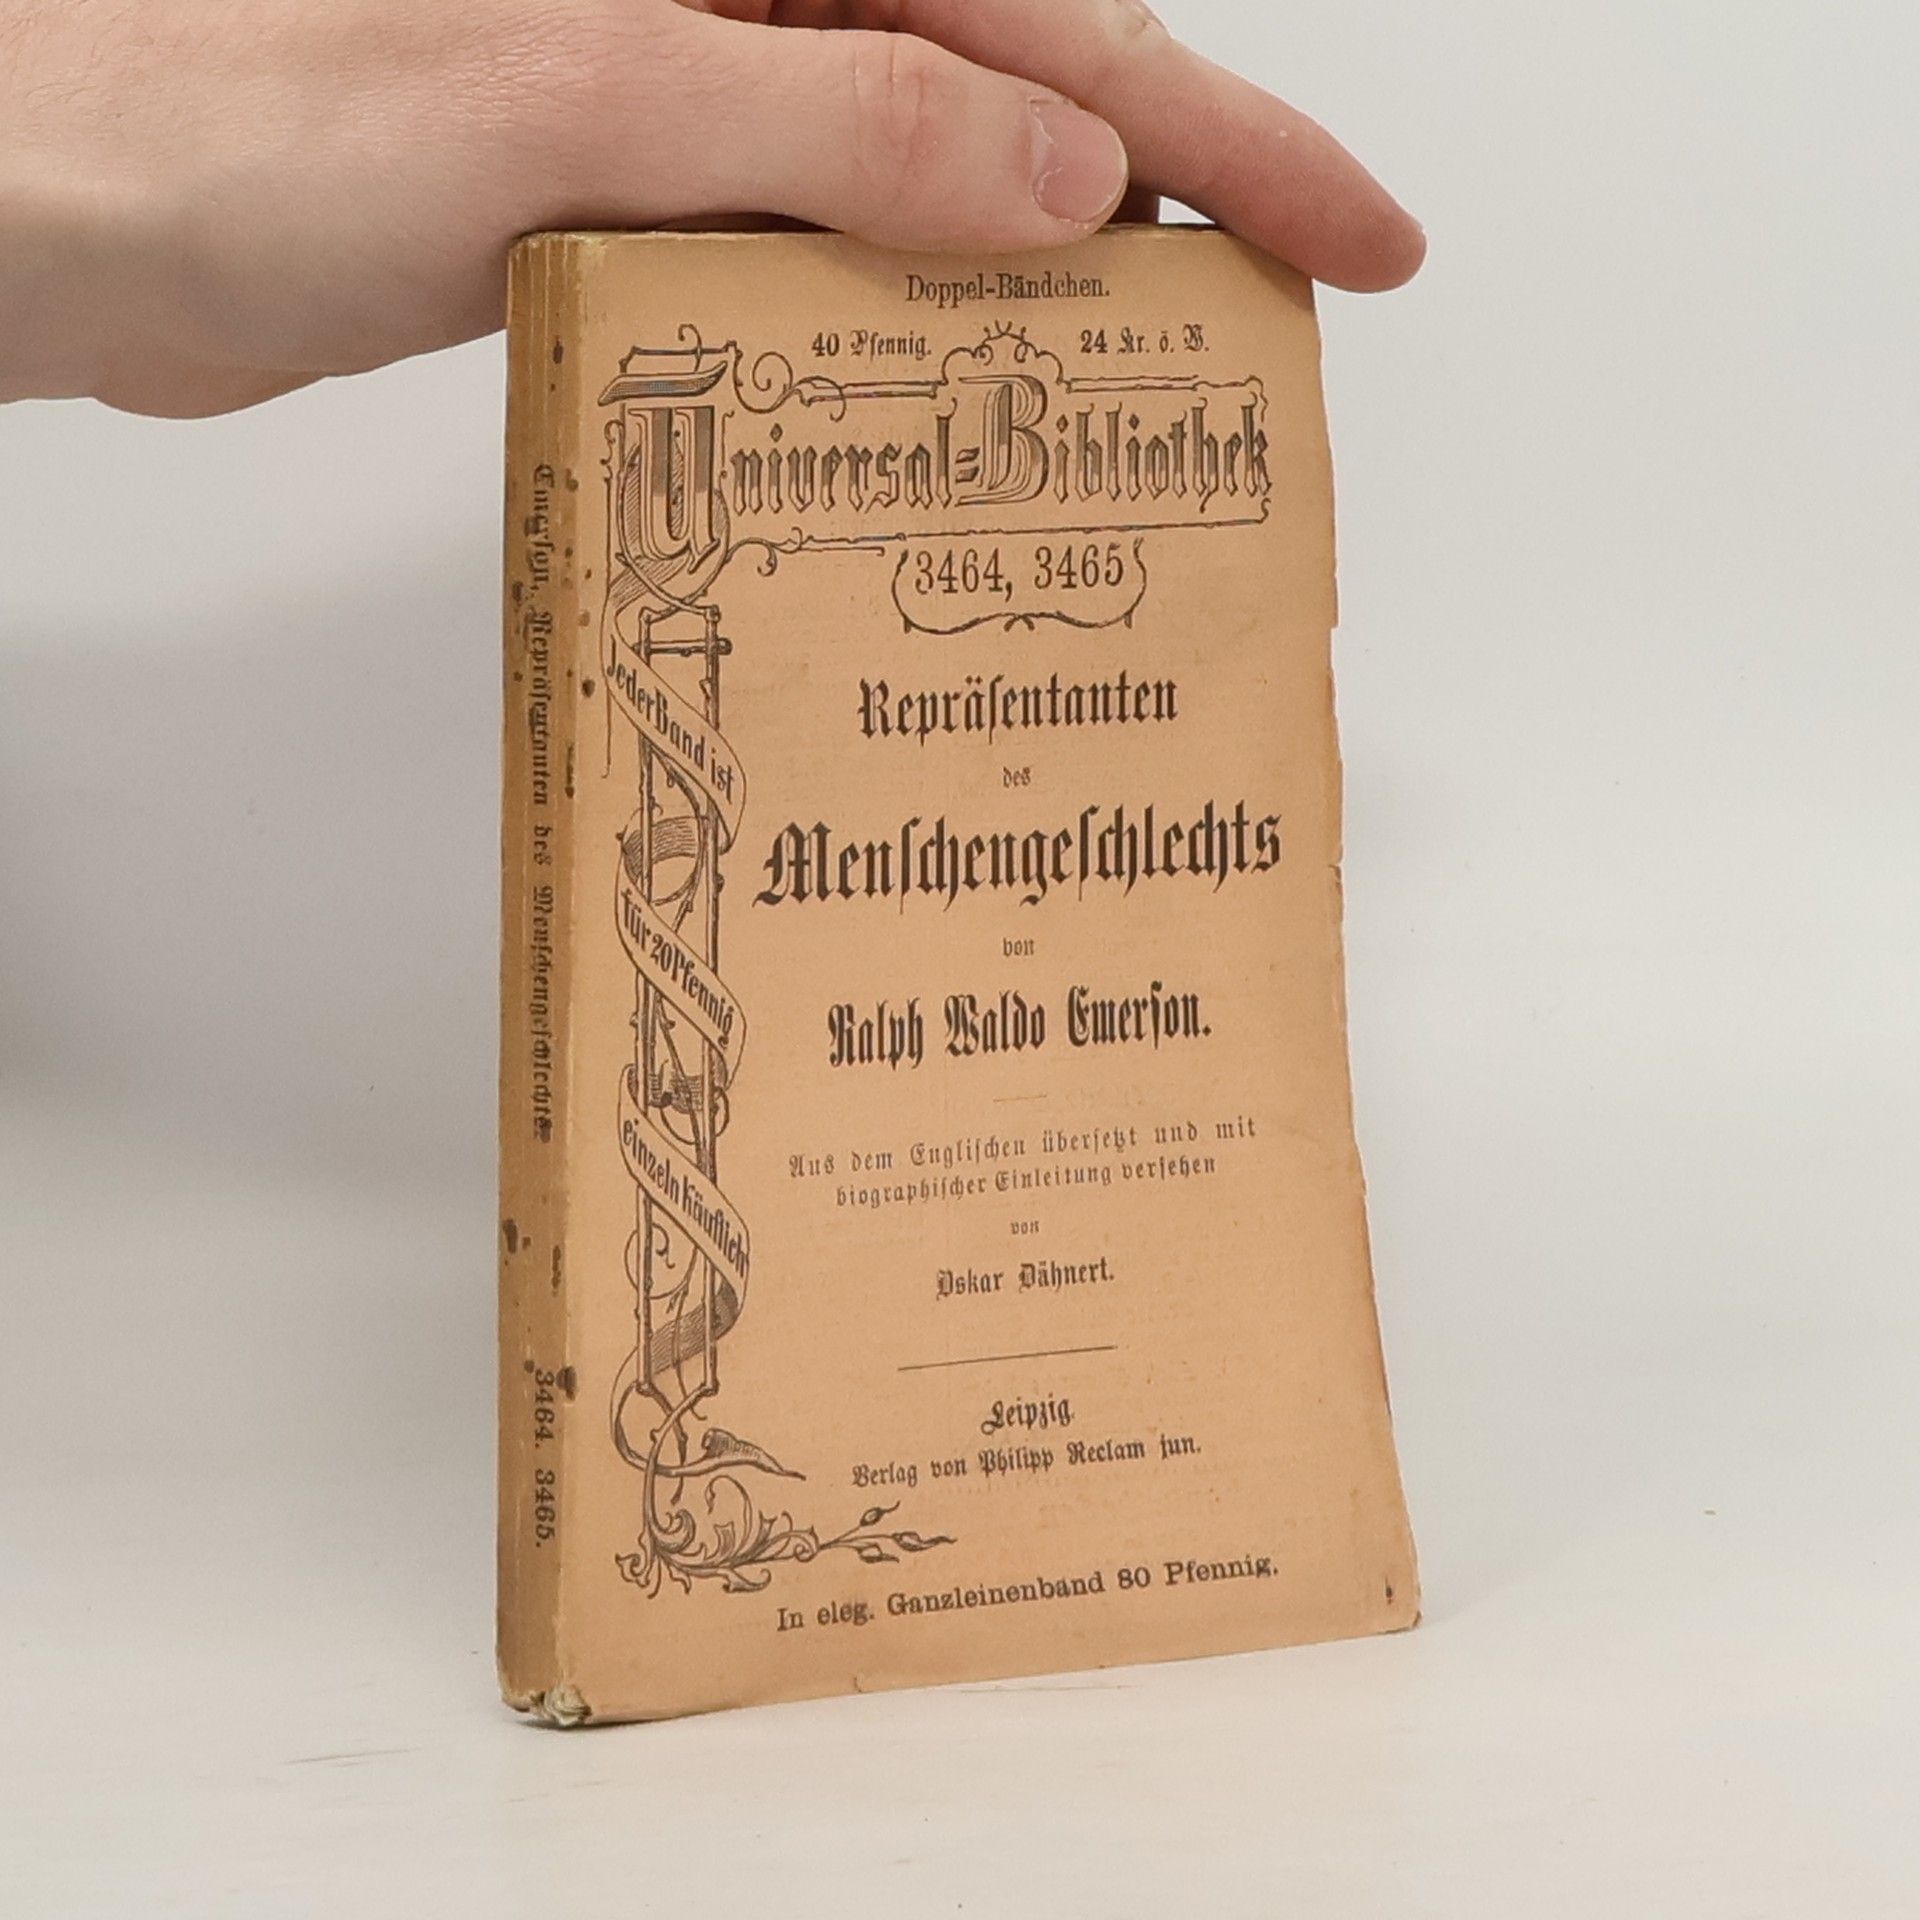 Doppel-Bändchen.
40 Pfennig. 24 Kr. ö. W.
Universal=Bibliothek
3464, 3465
Jeder Band ist
für 20 Pfennig
einzeln käuflich
Repräſentanten
des
Menſchengeſchlechts
von
Ralph Waldo Emerſon.
Aus dem Engliſchen überſetzt und mit
biographiſcher Einleitung verſehen
von
Oskar Dähnert.
Leipzig
Verlag von Philipp Reclam jun.
In eleg. Ganzleinenband 80 Pfennig.
Emerſon, Repräſentanten des Menſchengeſchlechts.
3464. 3465.